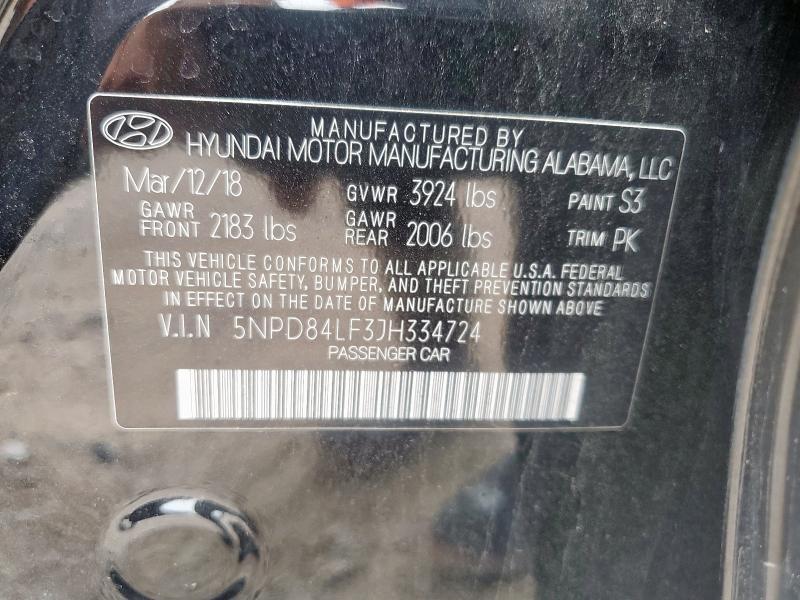 MANUFACTURED BY
HYUNDAI MOTOR MANUFACTURING ALABAMA, LLC
Mar/12/18 GVWR 3924 lbs PAINT S3
GAWR FRONT 2183 lbs GAWR REAR 2006 lbs TRIM PK
THIS VEHICLE CONFORMS TO ALL APPLICABLE U.S.A. FEDERAL
MOTOR VEHICLE SAFETY, BUMPER, AND THEFT PREVENTION STANDARDS
IN EFFECT ON THE DATE OF MANUFACTURE SHOWN ABOVE
V.I.N 5NPD84LF3JH334724
PASSENGER CAR